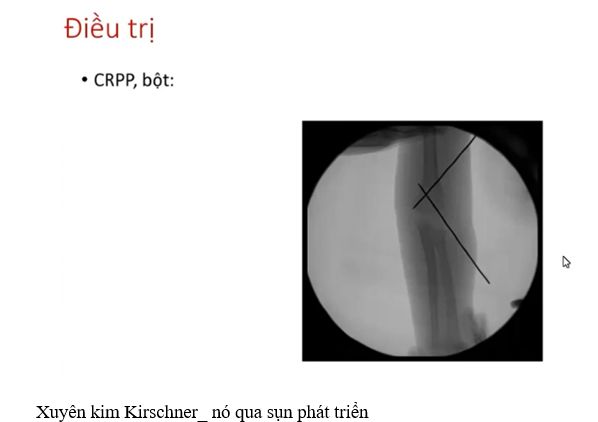 Điều trị
• CRPP, bột:
Xuyên kim Kirschner_ nó qua sụn phát triển